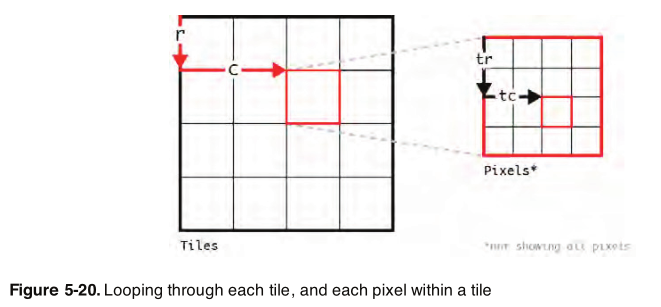 r
C
tr
tc
Pixels*
Tiles
*not showing all pixels
Figure 5-20. Looping through each tile, and each pixel within a tile